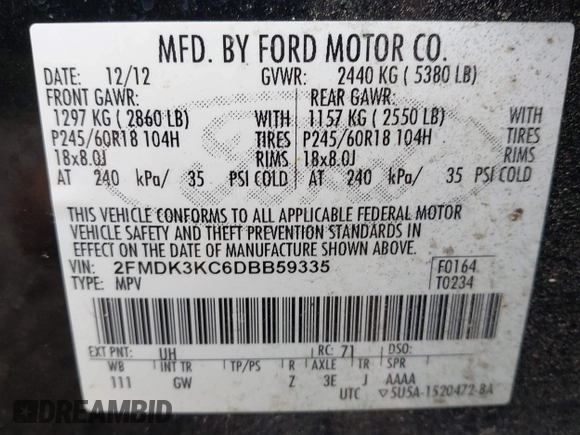 MFD. BY FORD MOTOR CO.
DATE: 12/12 GVWR: 2440 KG ( 5380 LB)
FRONT GAWR: REAR GAWR:
1297 KG ( 2860 LB) WITH 1157 KG ( 2550 LB) WITH
P245/60R18 104H TIRES P245/60R18 104H TIRES
18x8.0J RIMS 18x8.0J RIMS
AT 240 kPa/ 35 PSI COLD AT 240 kPa/ 35 PSI COLD
THIS VEHICLE CONFORMS TO ALL APPLICABLE FEDERAL MOTOR
VEHICLE SAFETY AND THEFT PREVENTION STANDARDS IN
EFFECT ON THE DATE OF MANUFACTURE SHOWN ABOVE.
VIN: 2FMDK3KC6DBB59335 F0164
TYPE: MPV T0234
EXT PNT: UH RC: 71 DSO:
WB INT TR TP/PS R AXLE TR SPR
111 GW Z 3E J AAAA
UTC ▽5U5A-1520472-BA
DREAMBID